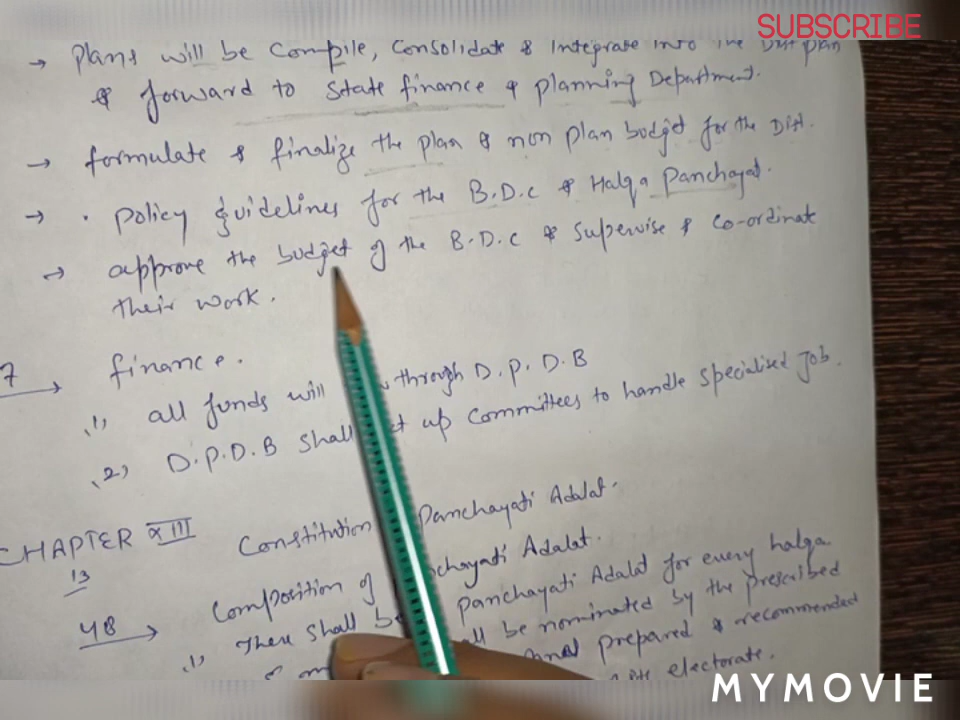 SUBSCRIBE
→ Plans will be Compile, Consolidate & Integrate into the Dist plan
& forward to State finance & planning Department.
→ formulate & finalize the plan & non plan budjet for the Dist.
→ . Policy guidelines for the B.D.C & Halqa Panchayat.
→ approve the budjet of the B.D.C & Supervise & Co-ordinate
their work.
7 → finance.
(1) all funds will through D.P.D.B
(2) D.P.D.B Shall up Committees to handle Specialised Job.
CHAPTER XIII Constitution Panchayati Adalat.
13
48 → Composition of Adalat.
(1) There Shall be Panchayati Adalat for every halqa
be nominated by the prescribed
prepared & recommended
electorate.
MYMOVIE